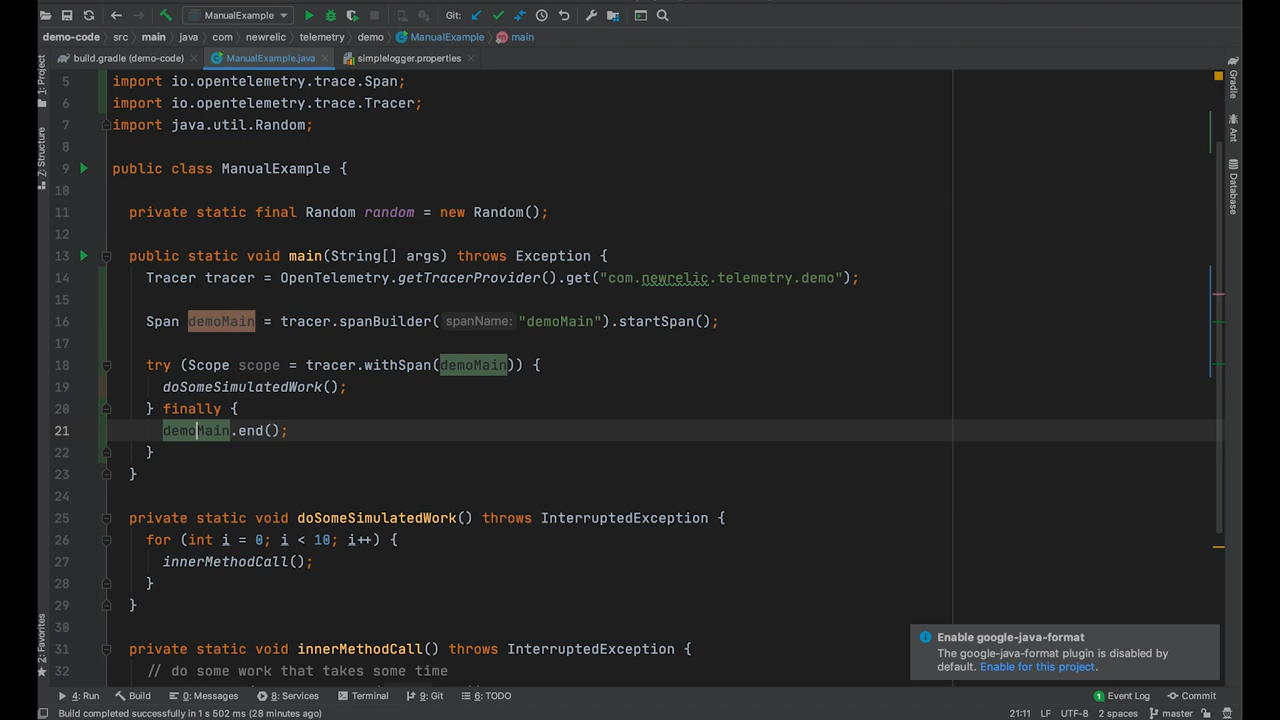 ManualExample
Git:
demo-code src main java com newrelic telemetry demo ManualExample main
build.gradle (demo-code) ManualExample.java simplelogger.properties
1: Project
Z: Structure
2: Favorites
Gradle
Ant
Database
5 import io.opentelemetry.trace.Span;
6 import io.opentelemetry.trace.Tracer;
7 import java.util.Random;
8
9 public class ManualExample {
10
11 private static final Random random = new Random();
12
13 public static void main(String[] args) throws Exception {
14 Tracer tracer = OpenTelemetry.getTracerProvider().get("com.newrelic.telemetry.demo");
15
16 Span demoMain = tracer.spanBuilder( spanName: "demoMain").startSpan();
17
18 try (Scope scope = tracer.withSpan(demoMain)) {
19 doSomeSimulatedWork();
20 } finally {
21 demoMain.end();
22 }
23 }
24
25 private static void doSomeSimulatedWork() throws InterruptedException {
26 for (int i = 0; i < 10; i++) {
27 innerMethodCall();
28 }
29 }
30
31 private static void innerMethodCall() throws InterruptedException {
32 // do some work that takes some time
Enable google-java-format
The google-java-format plugin is disabled by
default. Enable for this project.
4: Run Build 0: Messages 8: Services Terminal 9: Git 6: TODO 1 Event Log Commit
Build completed successfully in 1 s 502 ms (28 minutes ago) 21:11 LF UTF-8 2 spaces master